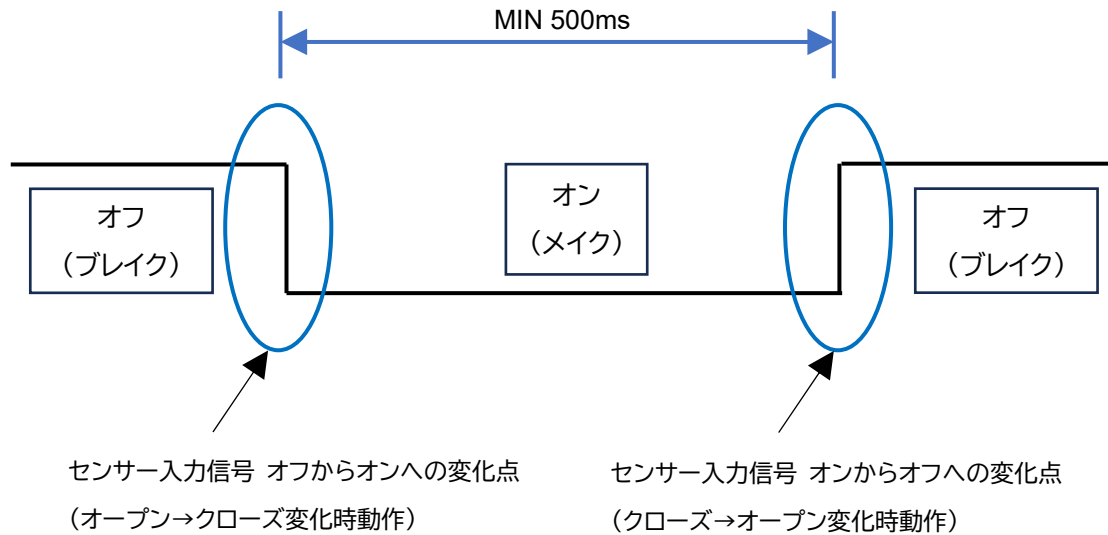 MIN 500ms
オフ
（ブレイク）
オン
（メイク）
オフ
（ブレイク）
センサー入力信号 オフからオンへの変化点
（オープン→クローズ変化時動作）
センサー入力信号 オンからオフへの変化点
（クローズ→オープン変化時動作）